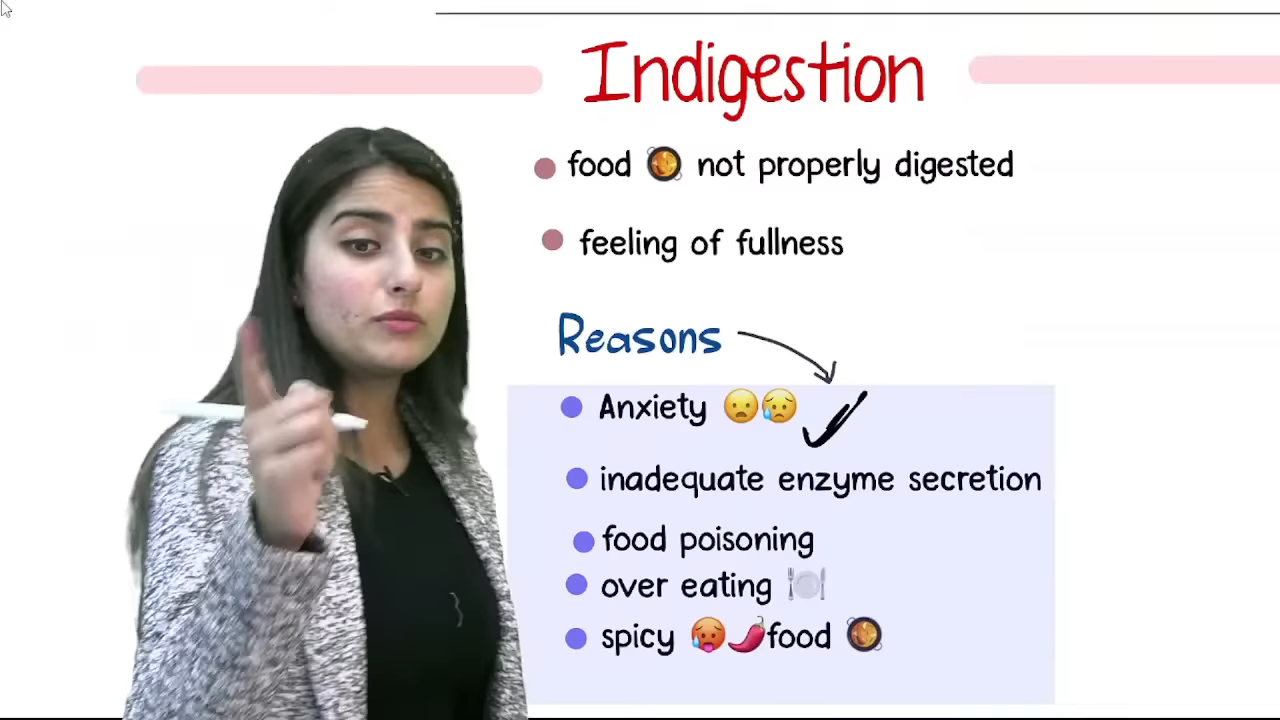 Indigestion
food 🥘 not properly digested
feeling of fullness
Reasons
Anxiety 😦😥
inadequate enzyme secretion
food poisoning
over eating 🍽️
spicy 🥵🌶️food 🥘